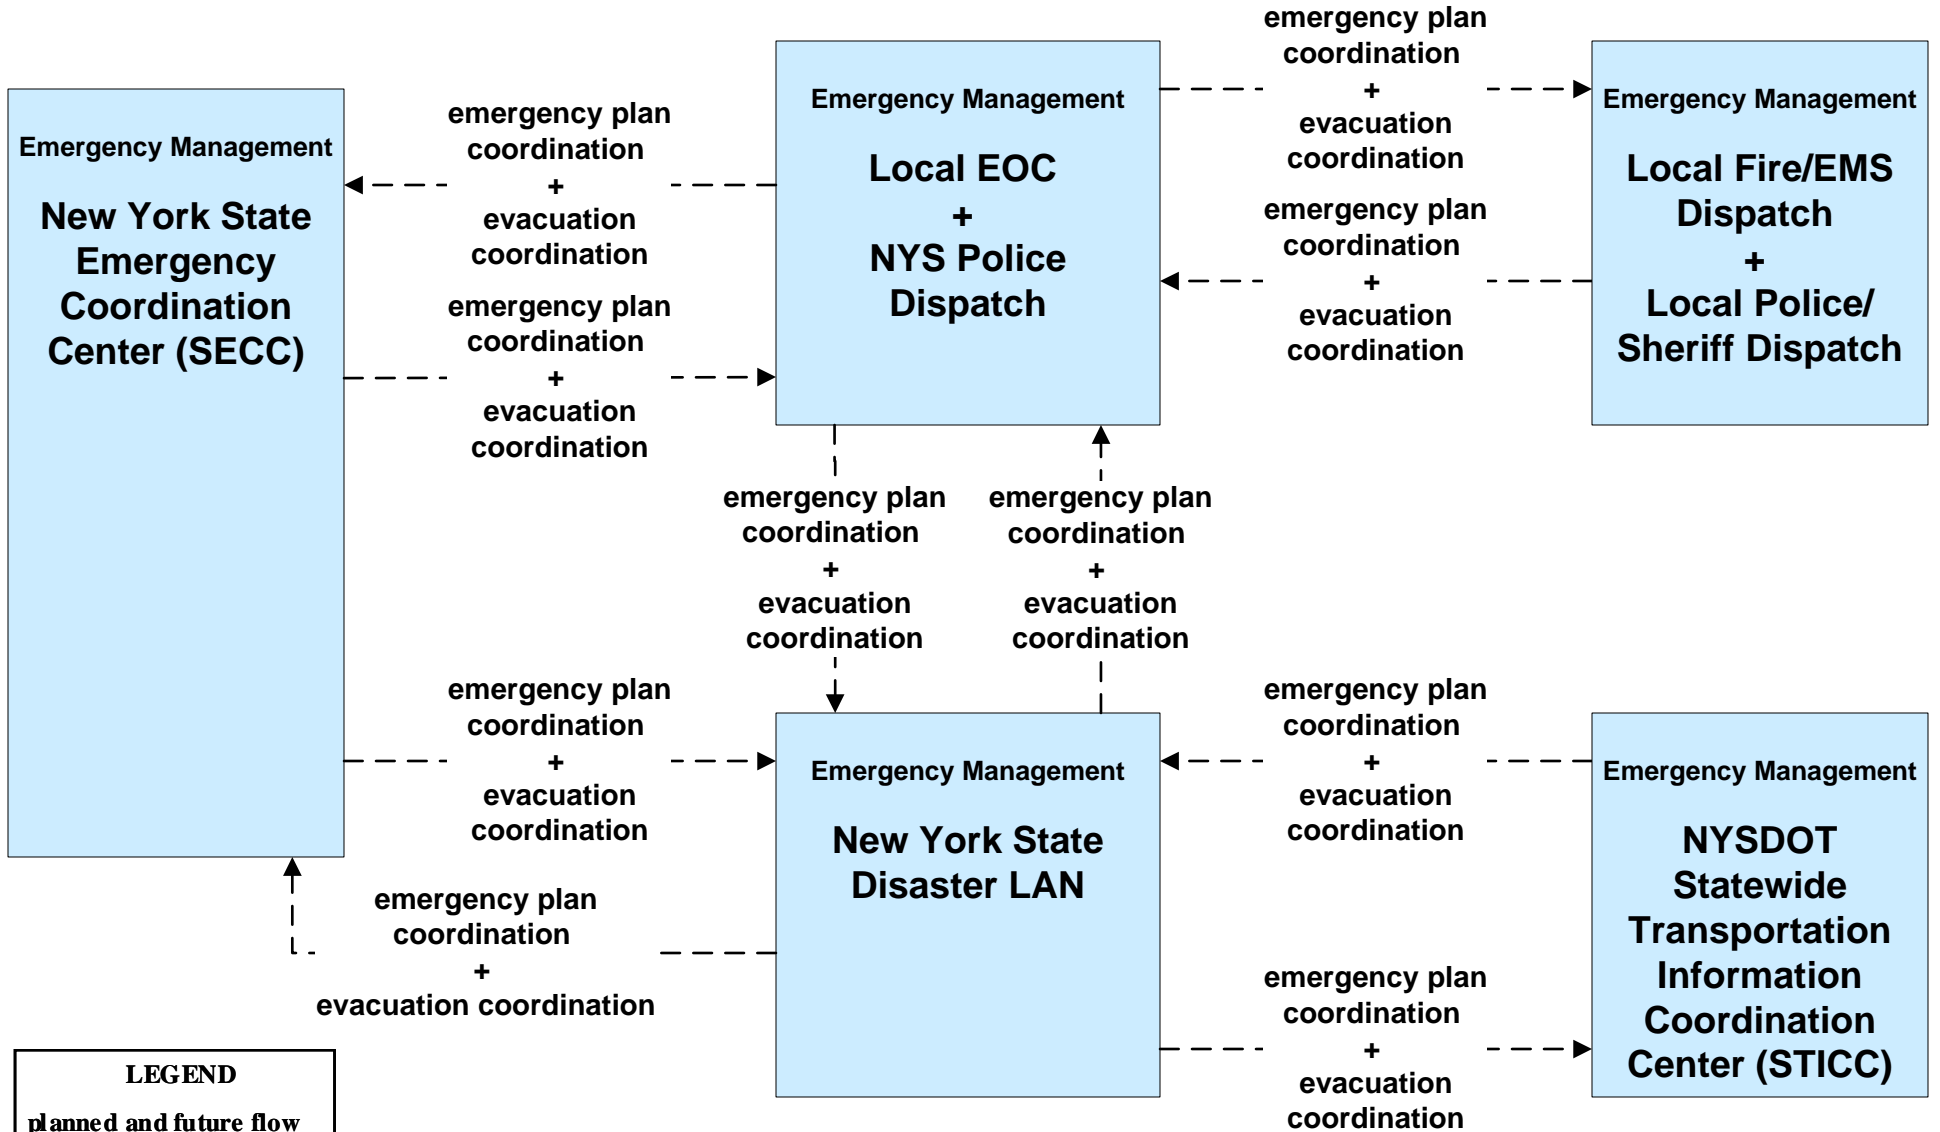 emergency plan
coordination
+
evacuation
coordination
Emergency Management
New York State
Emergency
Coordination
Center (SECC)
emergency plan
coordination
+
evacuation
coordination
emergency plan
coordination
+
evacuation
coordination
Emergency Management
Local EOC
+
NYS Police
Dispatch
emergency plan
coordination
+
evacuation
coordination
Emergency Management
Local Fire/EMS
Dispatch
+
Local Police/
Sheriff Dispatch
emergency plan
coordination
+
evacuation
coordination
emergency plan
coordination
+
evacuation
coordination
emergency plan
coordination
+
evacuation
coordination
Emergency Management
New York State
Disaster LAN
emergency plan
coordination
+
evacuation
coordination
Emergency Management
NYSDOT
Statewide
Transportation
Information
Coordination
Center (STICC)
emergency plan
coordination
+
evacuation coordination
emergency plan
coordination
+
evacuation
coordination
LEGEND
planned and future flow